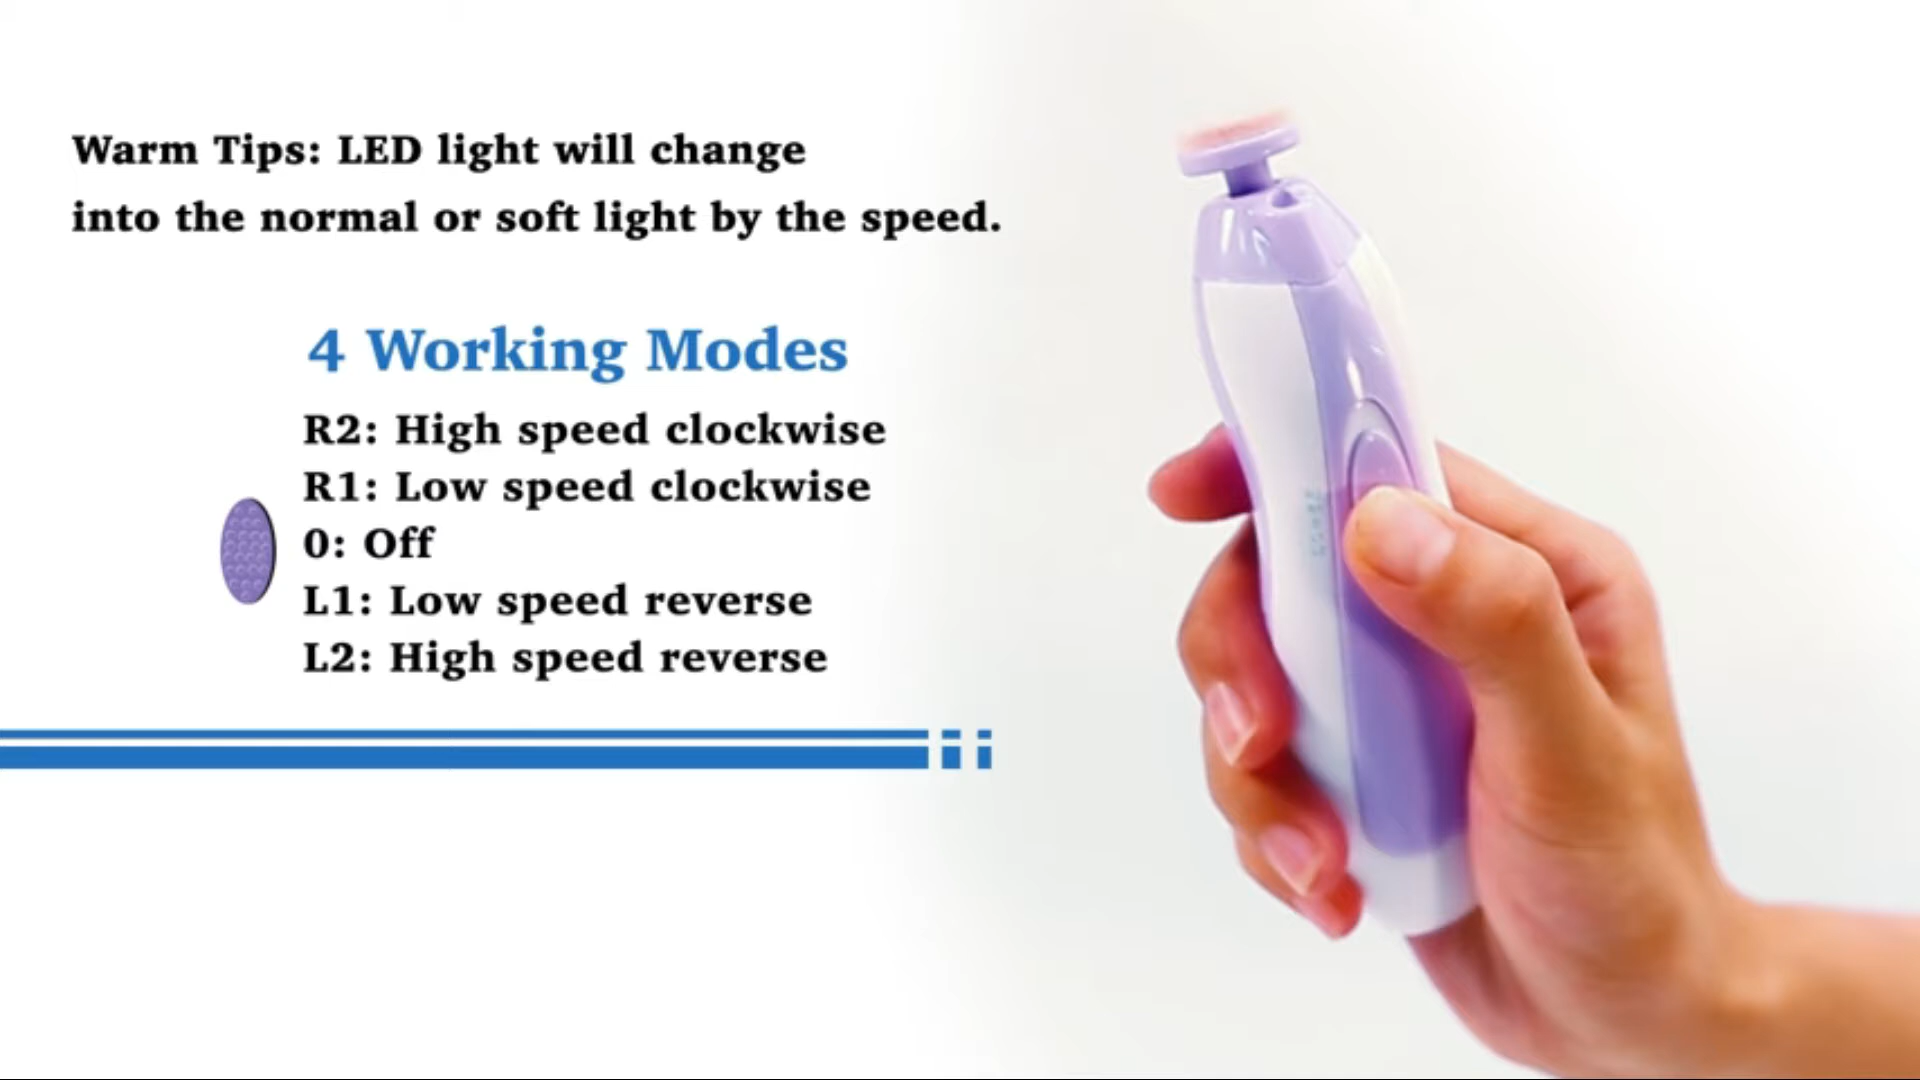 Warm Tips: LED light will change
into the normal or soft light by the speed.
4 Working Modes
R2: High speed clockwise
R1: Low speed clockwise
0: Off
L1: Low speed reverse
L2: High speed reverse